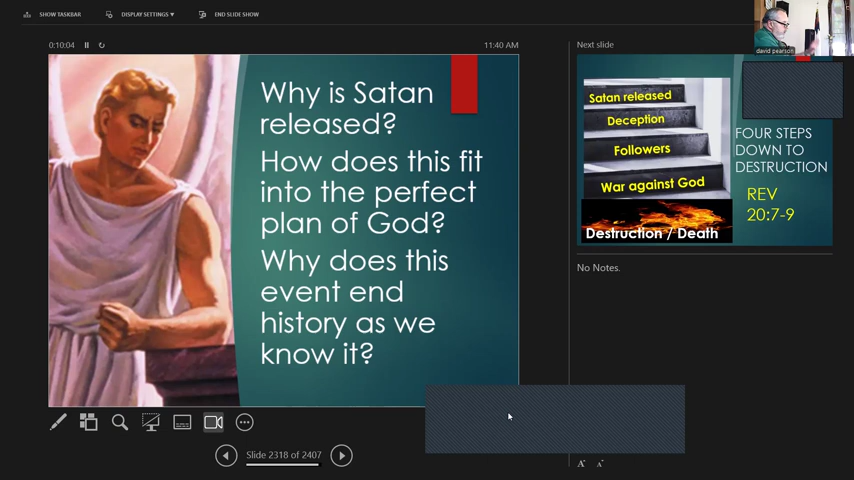 SHOW TASKBAR
DISPLAY SETTINGS ▼
END SLIDE SHOW
0:10:04
11:40 AM
Why is Satan
released?
How does this fit
into the perfect
plan of God?
Why does this
event end
history as we
know it?
Slide 2318 of 2407
Next slide
Satan released
Deception
Followers
War against God
Destruction / Death
FOUR STEPS
DOWN TO
DESTRUCTION
REV
20:7-9
No Notes.
A A
david pearson